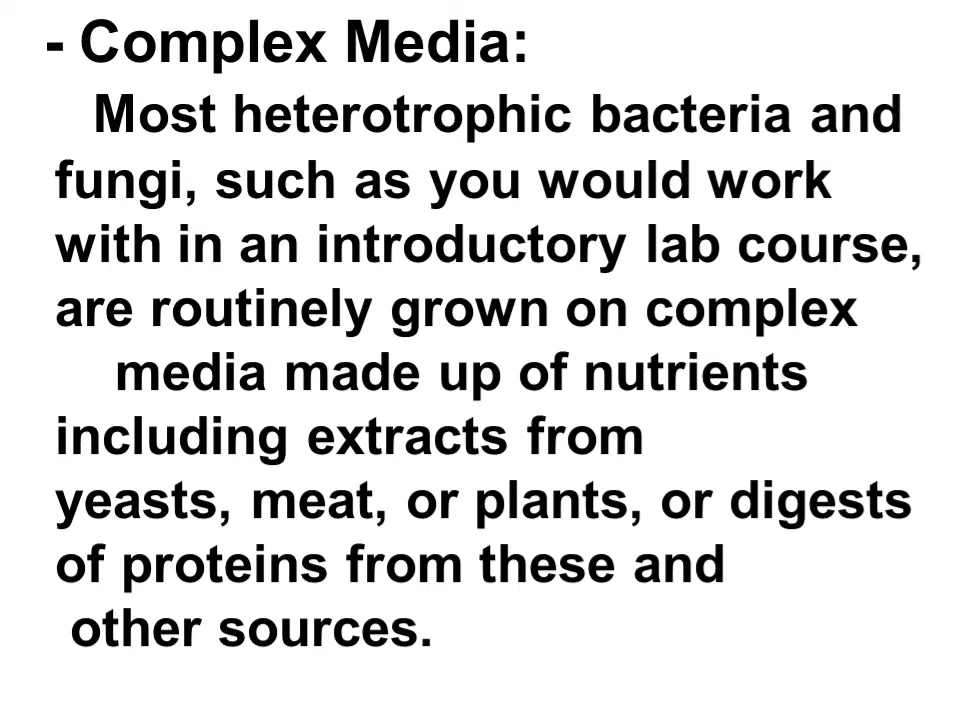 - Complex Media:
Most heterotrophic bacteria and
fungi, such as you would work
with in an introductory lab course,
are routinely grown on complex
media made up of nutrients
including extracts from
yeasts, meat, or plants, or digests
of proteins from these and
other sources.